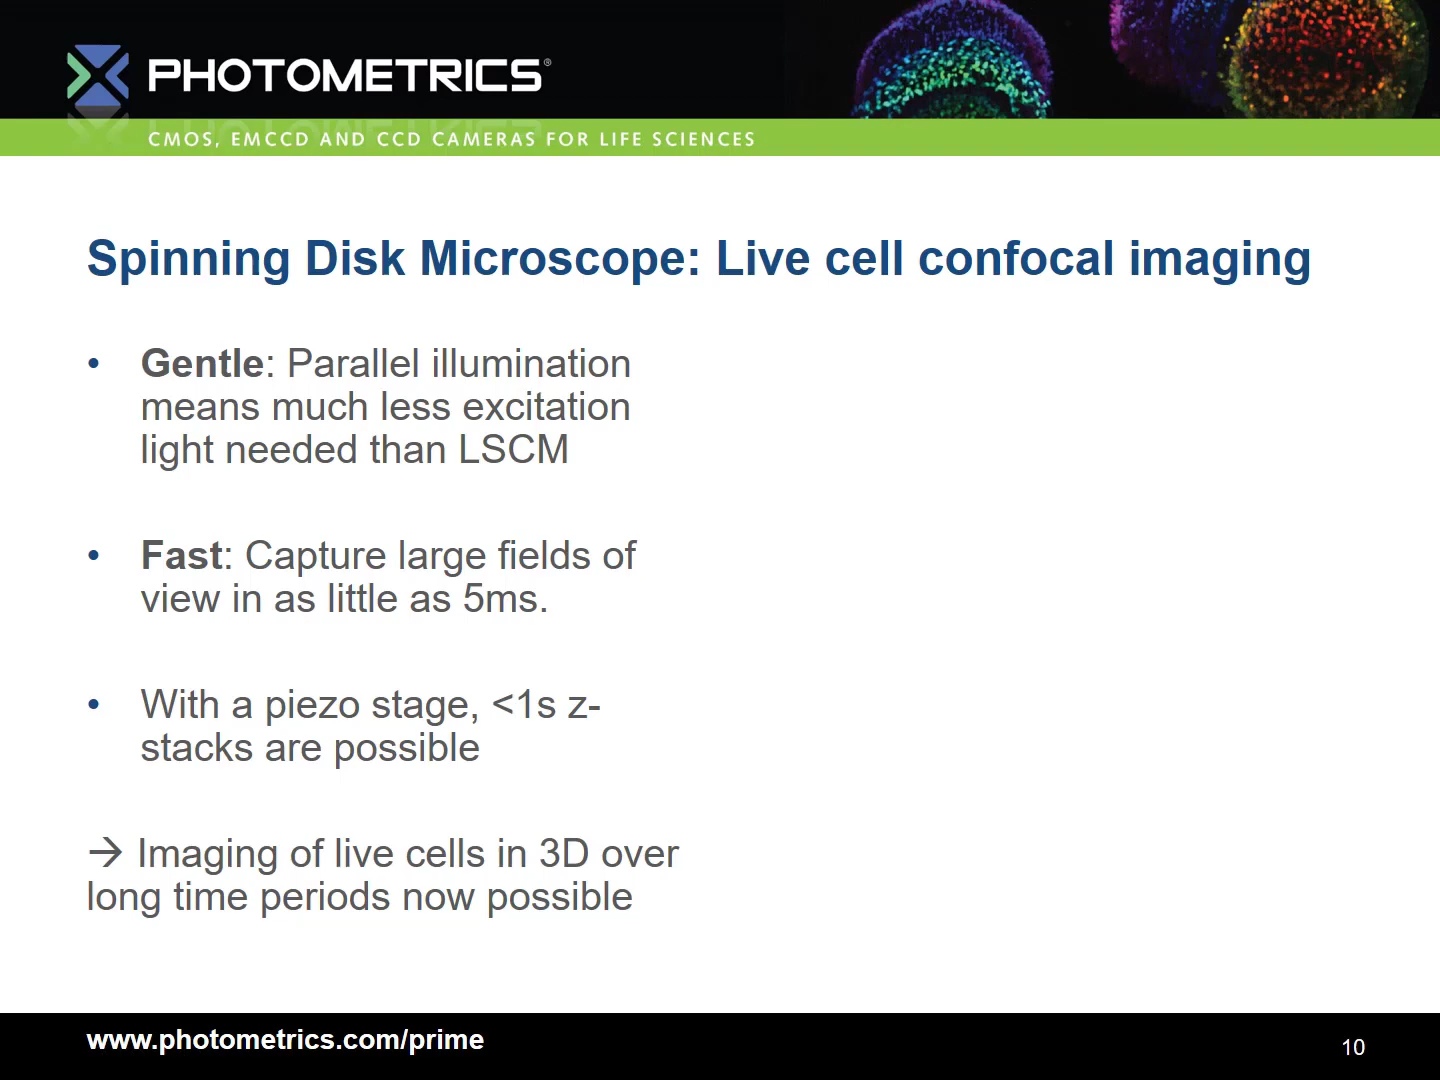 PHOTOMETRICS®
CMOS, EMCCD AND CCD CAMERAS FOR LIFE SCIENCES
Spinning Disk Microscope: Live cell confocal imaging
• Gentle: Parallel illumination
means much less excitation
light needed than LSCM
• Fast: Capture large fields of
view in as little as 5ms.
• With a piezo stage, <1s z-
stacks are possible
→ Imaging of live cells in 3D over
long time periods now possible
www.photometrics.com/prime
10